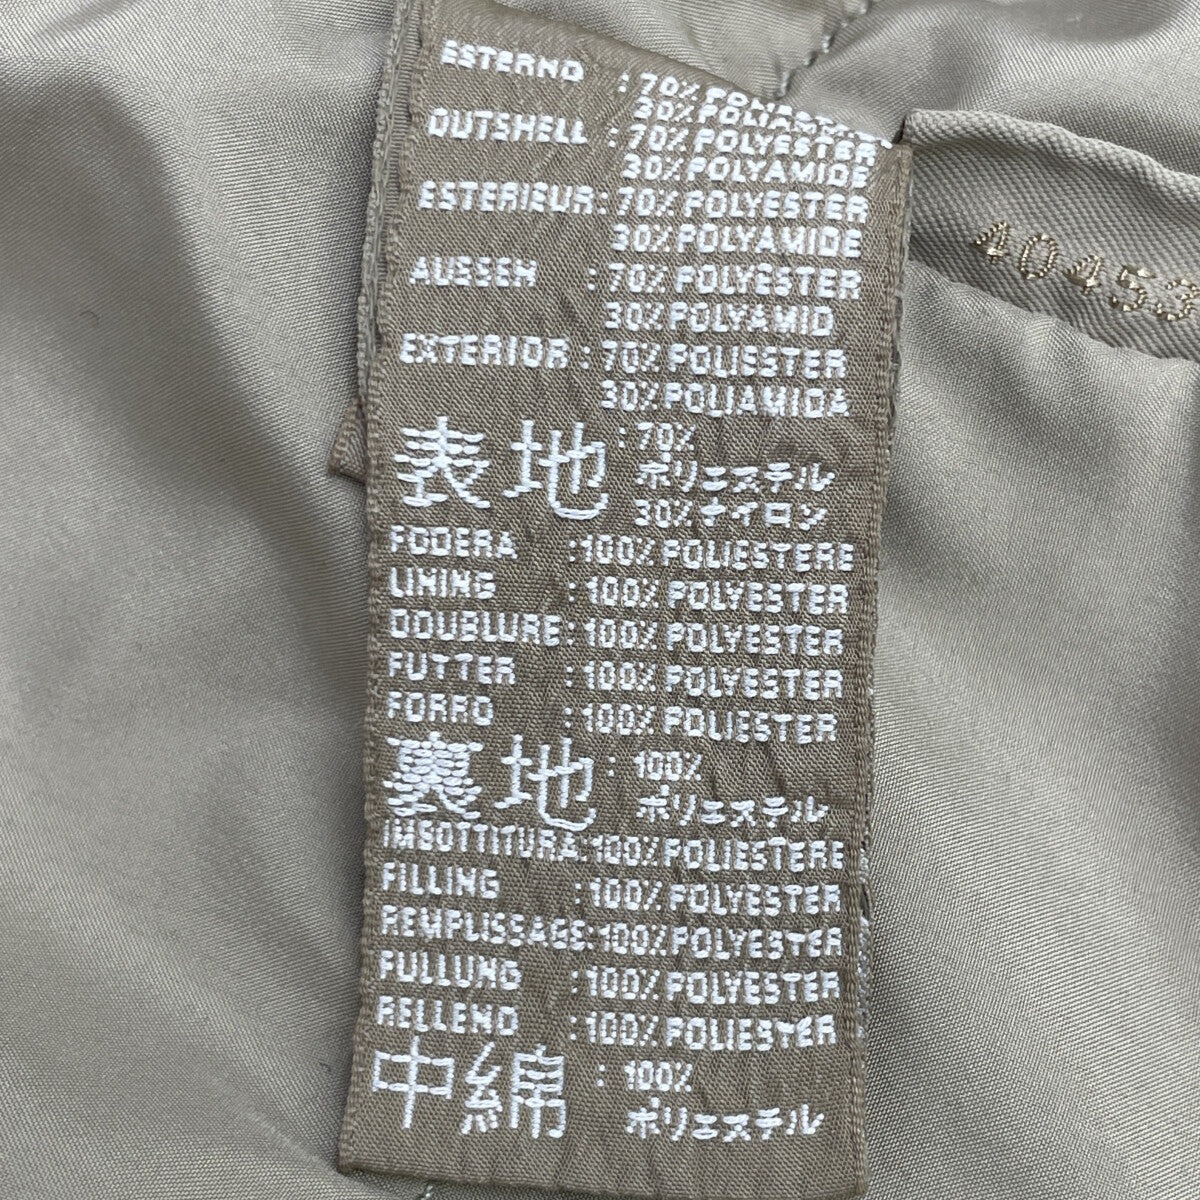 ESTERNO : 70% POLIESTERE
30% POLIAMMIDE
OUTSHELL : 70% POLYESTER
30% POLYAMIDE
ESTERIEUR: 70% POLYESTER
30% POLYAMIDE
AUSSEN : 70% POLYESTER
30% POLYAMID
EXTERIOR : 70% POLIESTER
30% POLIAMIDA
表地 : 70%
ポリエステル
30% ナイロン
FODERA :100% POLIESTERE
LINING :100% POLYESTER
DOUBLURE:100% POLYESTER
FUTTER :100% POLYESTER
FORRO :100% POLIESTER
裏地 : 100%
ポリエステル
IMBOTTITURA:100% POLIESTERE
FILLING :100% POLYESTER
REMPLISSAGE:100% POLYESTER
FULLUNG :100% POLYESTER
RELLENO :100% POLIESTER
中綿 : 100%
ポリエステル
40453